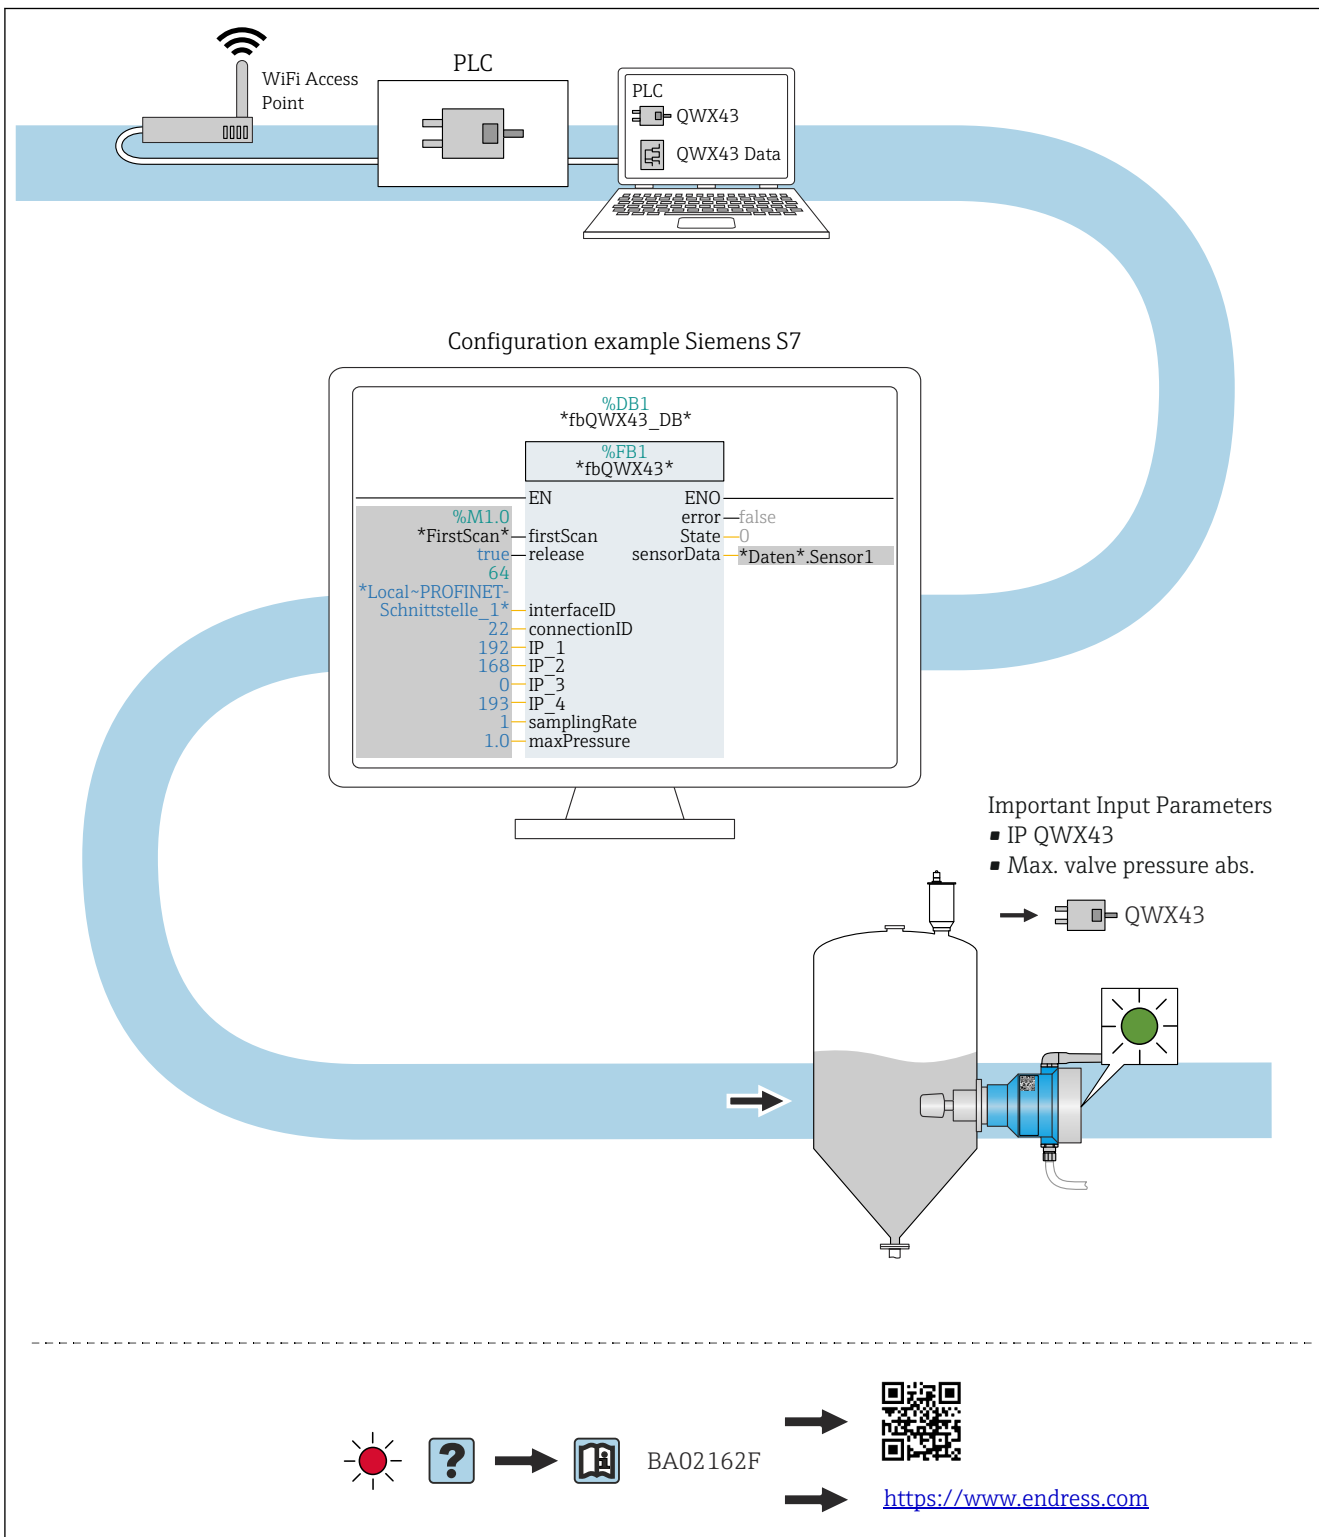 WiFi Access
Point
PLC
PLC
QWX43
QWX43 Data
Configuration example Siemens S7
%DB1
*fbQWX43_DB*
%FB1
*fbQWX43*
EN ENO
%M1.0 error false
*FirstScan* firstScan State 0
true release sensorData *Daten*.Sensor1
64
*Local~PROFINET-
Schnittstelle_1* interfaceID
22 connectionID
192 IP_1
168 IP_2
0 IP_3
193 IP_4
1 samplingRate
1.0 maxPressure
Important Input Parameters
▪ IP QWX43
▪ Max. valve pressure abs.
QWX43
? i BA02162F
https://www.endress.com